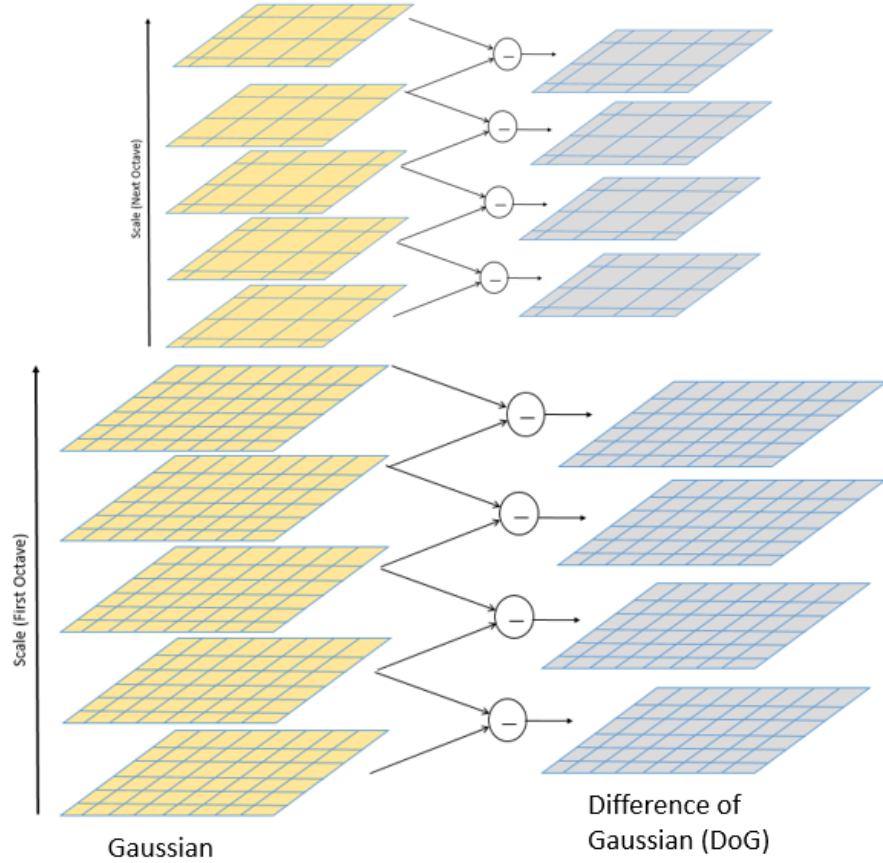 Scale (Next Octave)
Scale (First Octave)
Gaussian
Difference of
Gaussian (DoG)